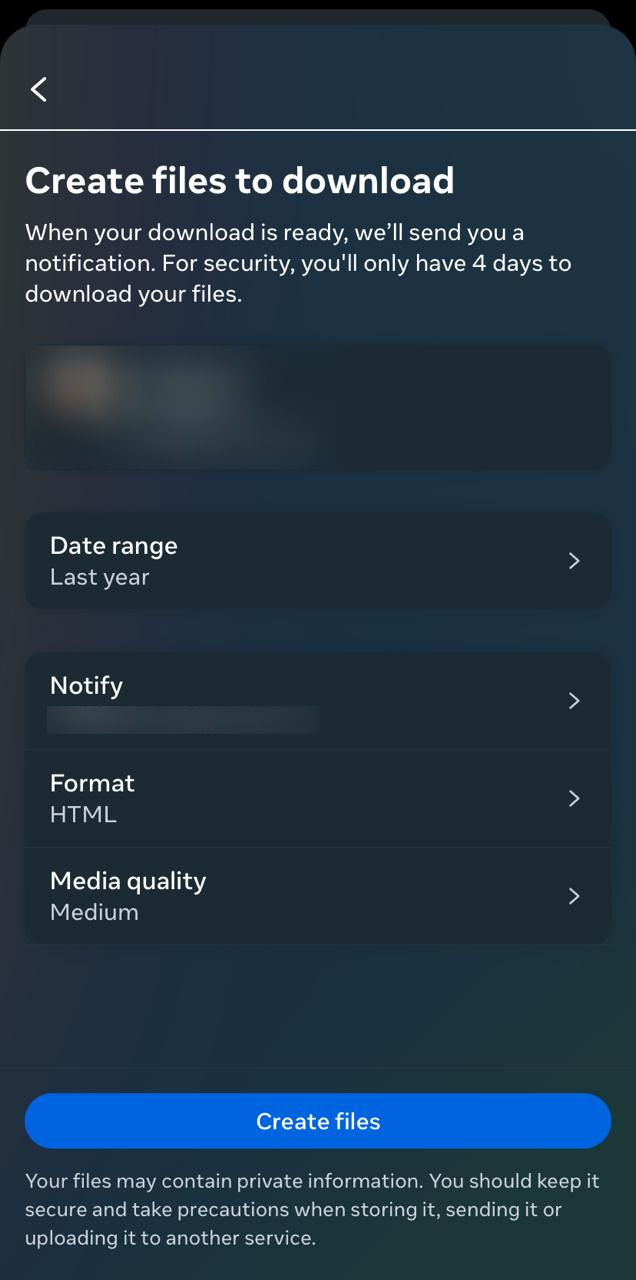 Create files to download
When your download is ready, we’ll send you a
notification. For security, you'll only have 4 days to
download your files.
Date range
Last year
Notify
Format
HTML
Media quality
Medium
Create files
Your files may contain private information. You should keep it
secure and take precautions when storing it, sending it or
uploading it to another service.